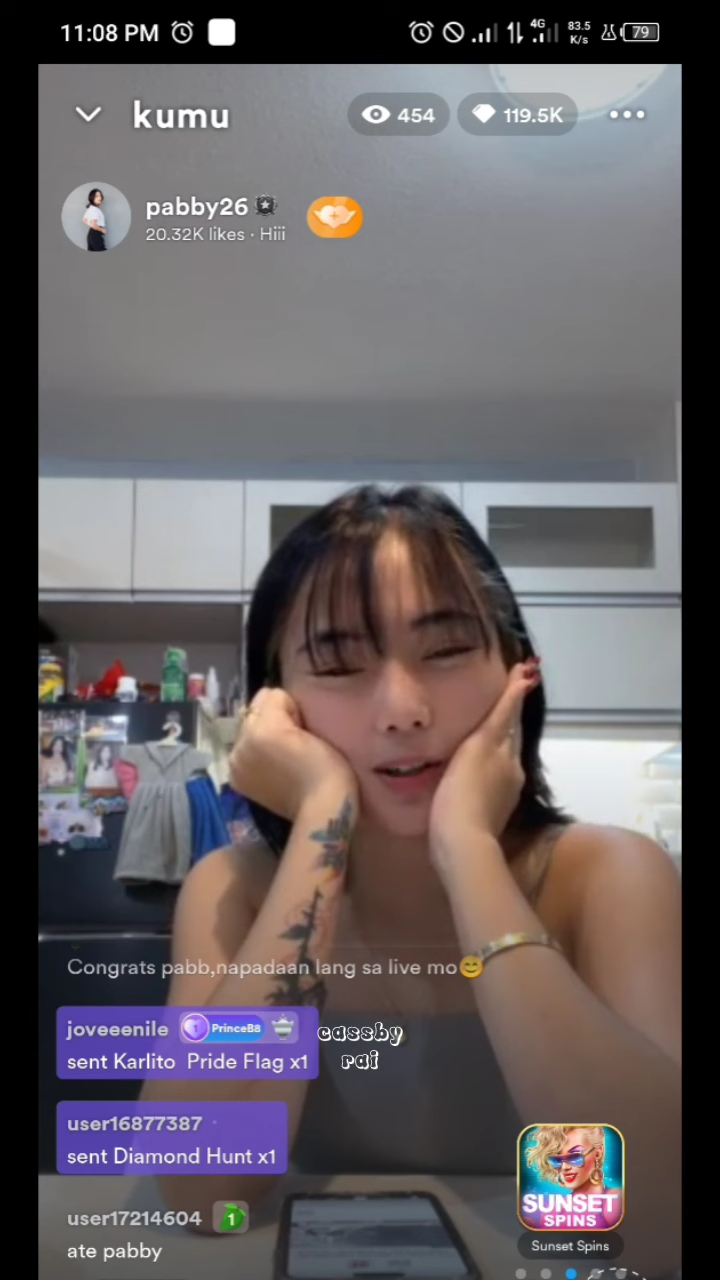 11:08 PM
4G
83.5
K/s
79
kumu
454
119.5K
pabby26
20.32K likes · Hiii
Congrats pabb,napadaan lang sa live mo😊
joveeenile
1
PrinceB8
sent Karlito Pride Flag x1
cassby
rai
user16877387
sent Diamond Hunt x1
user17214604
1
ate pabby
SUNSET
SPINS
Sunset Spins